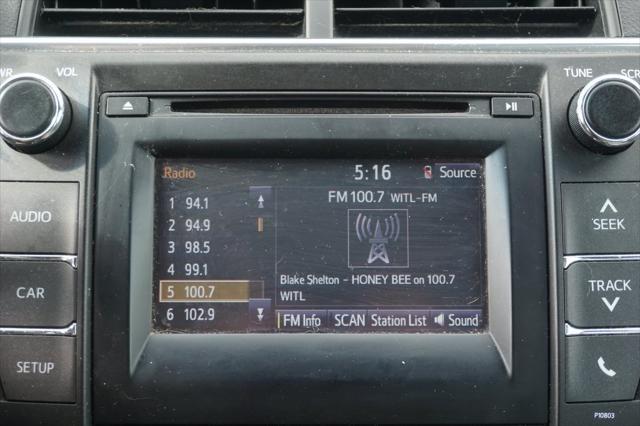 PWR VOL
TUNE SCR
Radio 5:16 Source
FM 100.7 WITL-FM
1 94.1
2 94.9
3 98.5
4 99.1
5 100.7
6 102.9
Blake Shelton - HONEY BEE on 100.7
WITL
FM Info SCAN Station List Sound
AUDIO
CAR
SETUP
SEEK
TRACK
P10803